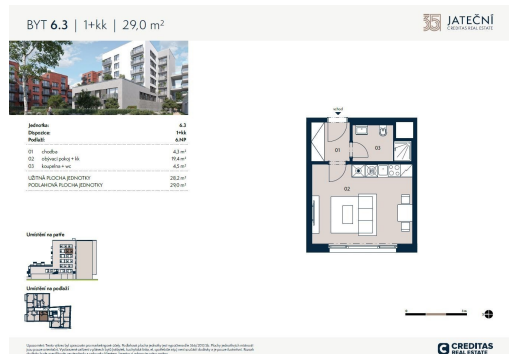 BYT 6.3 | 1+kk | 29,0 m²
35 JATEČNÍ
CREDITAS REAL ESTATE
Jednotka: 6.3
Dispozice: 1+kk
Podlaží: 6.NP
01 chodba 4,3 m²
02 obývací pokoj + kk 19,4 m²
03 koupelna + wc 4,5 m²
UŽITNÁ PLOCHA JEDNOTKY 28,2 m²
PODLAHOVÁ PLOCHA JEDNOTKY 29,0 m²
vchod
01
03
02
Umístění na patře
Umístění na podlaží
CREDITAS
REAL ESTATE